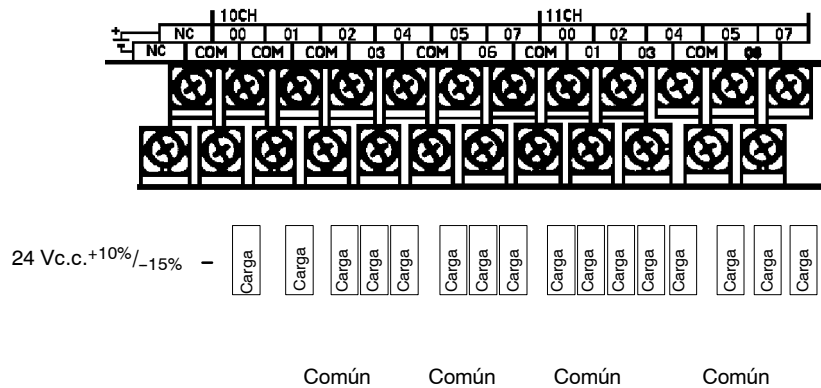 10CH 11CH
NC 00 01 02 04 05 07 00 02 04 05 07
NC COM COM COM 03 COM 06 COM 01 03 COM
24 Vc.c.+10%/−15% −
Carga Carga Carga Carga Carga Carga Carga Carga Carga Carga Carga Carga Carga Carga Carga Carga
Común Común Común Común